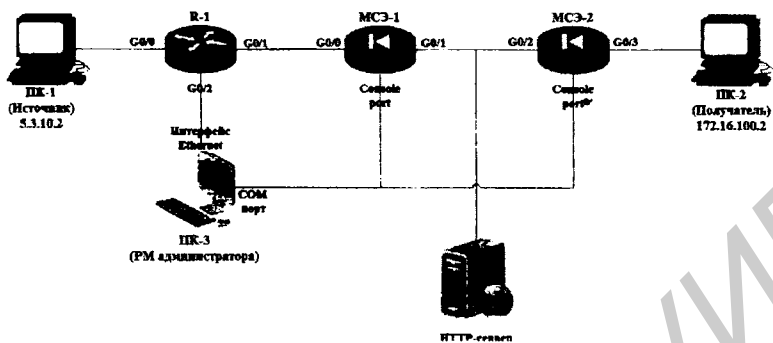 R-1
МСЭ-1
МСЭ-2
G0/0
G0/1
G0/0
G0/1
G0/2
G0/3
ПК-1
(Источник)
5.3.10.2
G0/2
Console
port
Console
port
ПК-2
(Получатель)
172.16.100.2
Интерфейс
Ethernet
COM
порт
ПК-3
(РМ администратора)
HTTP-сервер